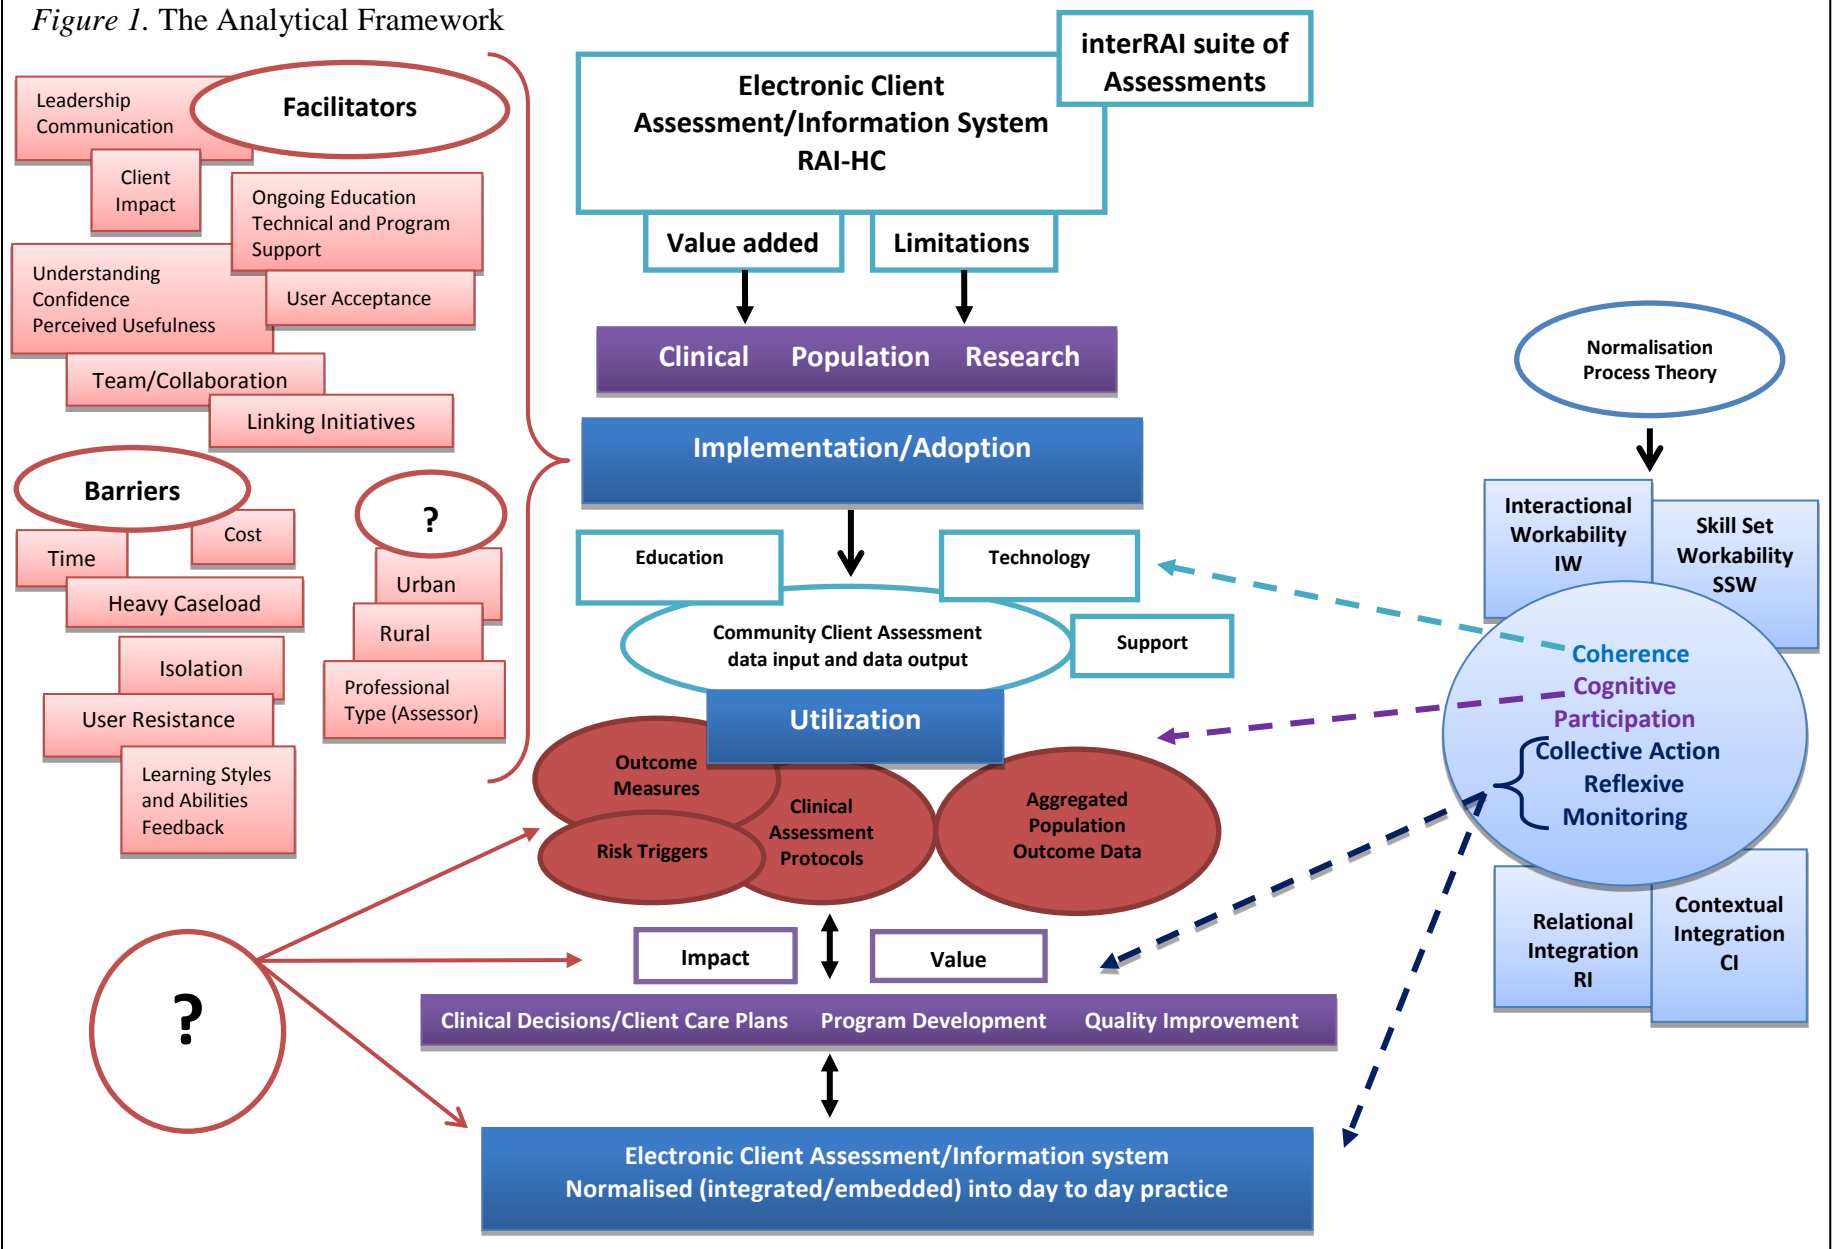 Figure 1. The Analytical Framework
interRAI suite of
Assessments
Electronic Client
Assessment/Information System
RAI-HC
Value added
Limitations
Clinical Population Research
Implementation/Adoption
Education
Technology
Community Client Assessment
data input and data output
Support
Utilization
Outcome
Measures
Risk Triggers
Clinical
Assessment
Protocols
Aggregated
Population
Outcome Data
Impact
Value
Clinical Decisions/Client Care Plans Program Development Quality Improvement
Electronic Client Assessment/Information system
Normalised (integrated/embedded) into day to day practice
Facilitators
Leadership
Communication
Client
Impact
Ongoing Education
Technical and Program
Support
Understanding
Confidence
Perceived Usefulness
User Acceptance
Team/Collaboration
Linking Initiatives
Barriers
Cost
Time
Heavy Caseload
Isolation
User Resistance
Learning Styles
and Abilities
Feedback
?
Urban
Rural
Professional
Type (Assessor)
?
Normalisation
Process Theory
Interactional
Workability
IW
Skill Set
Workability
SSW
Coherence
Cognitive
Participation
Collective Action
Reflexive
Monitoring
Relational
Integration
RI
Contextual
Integration
CI